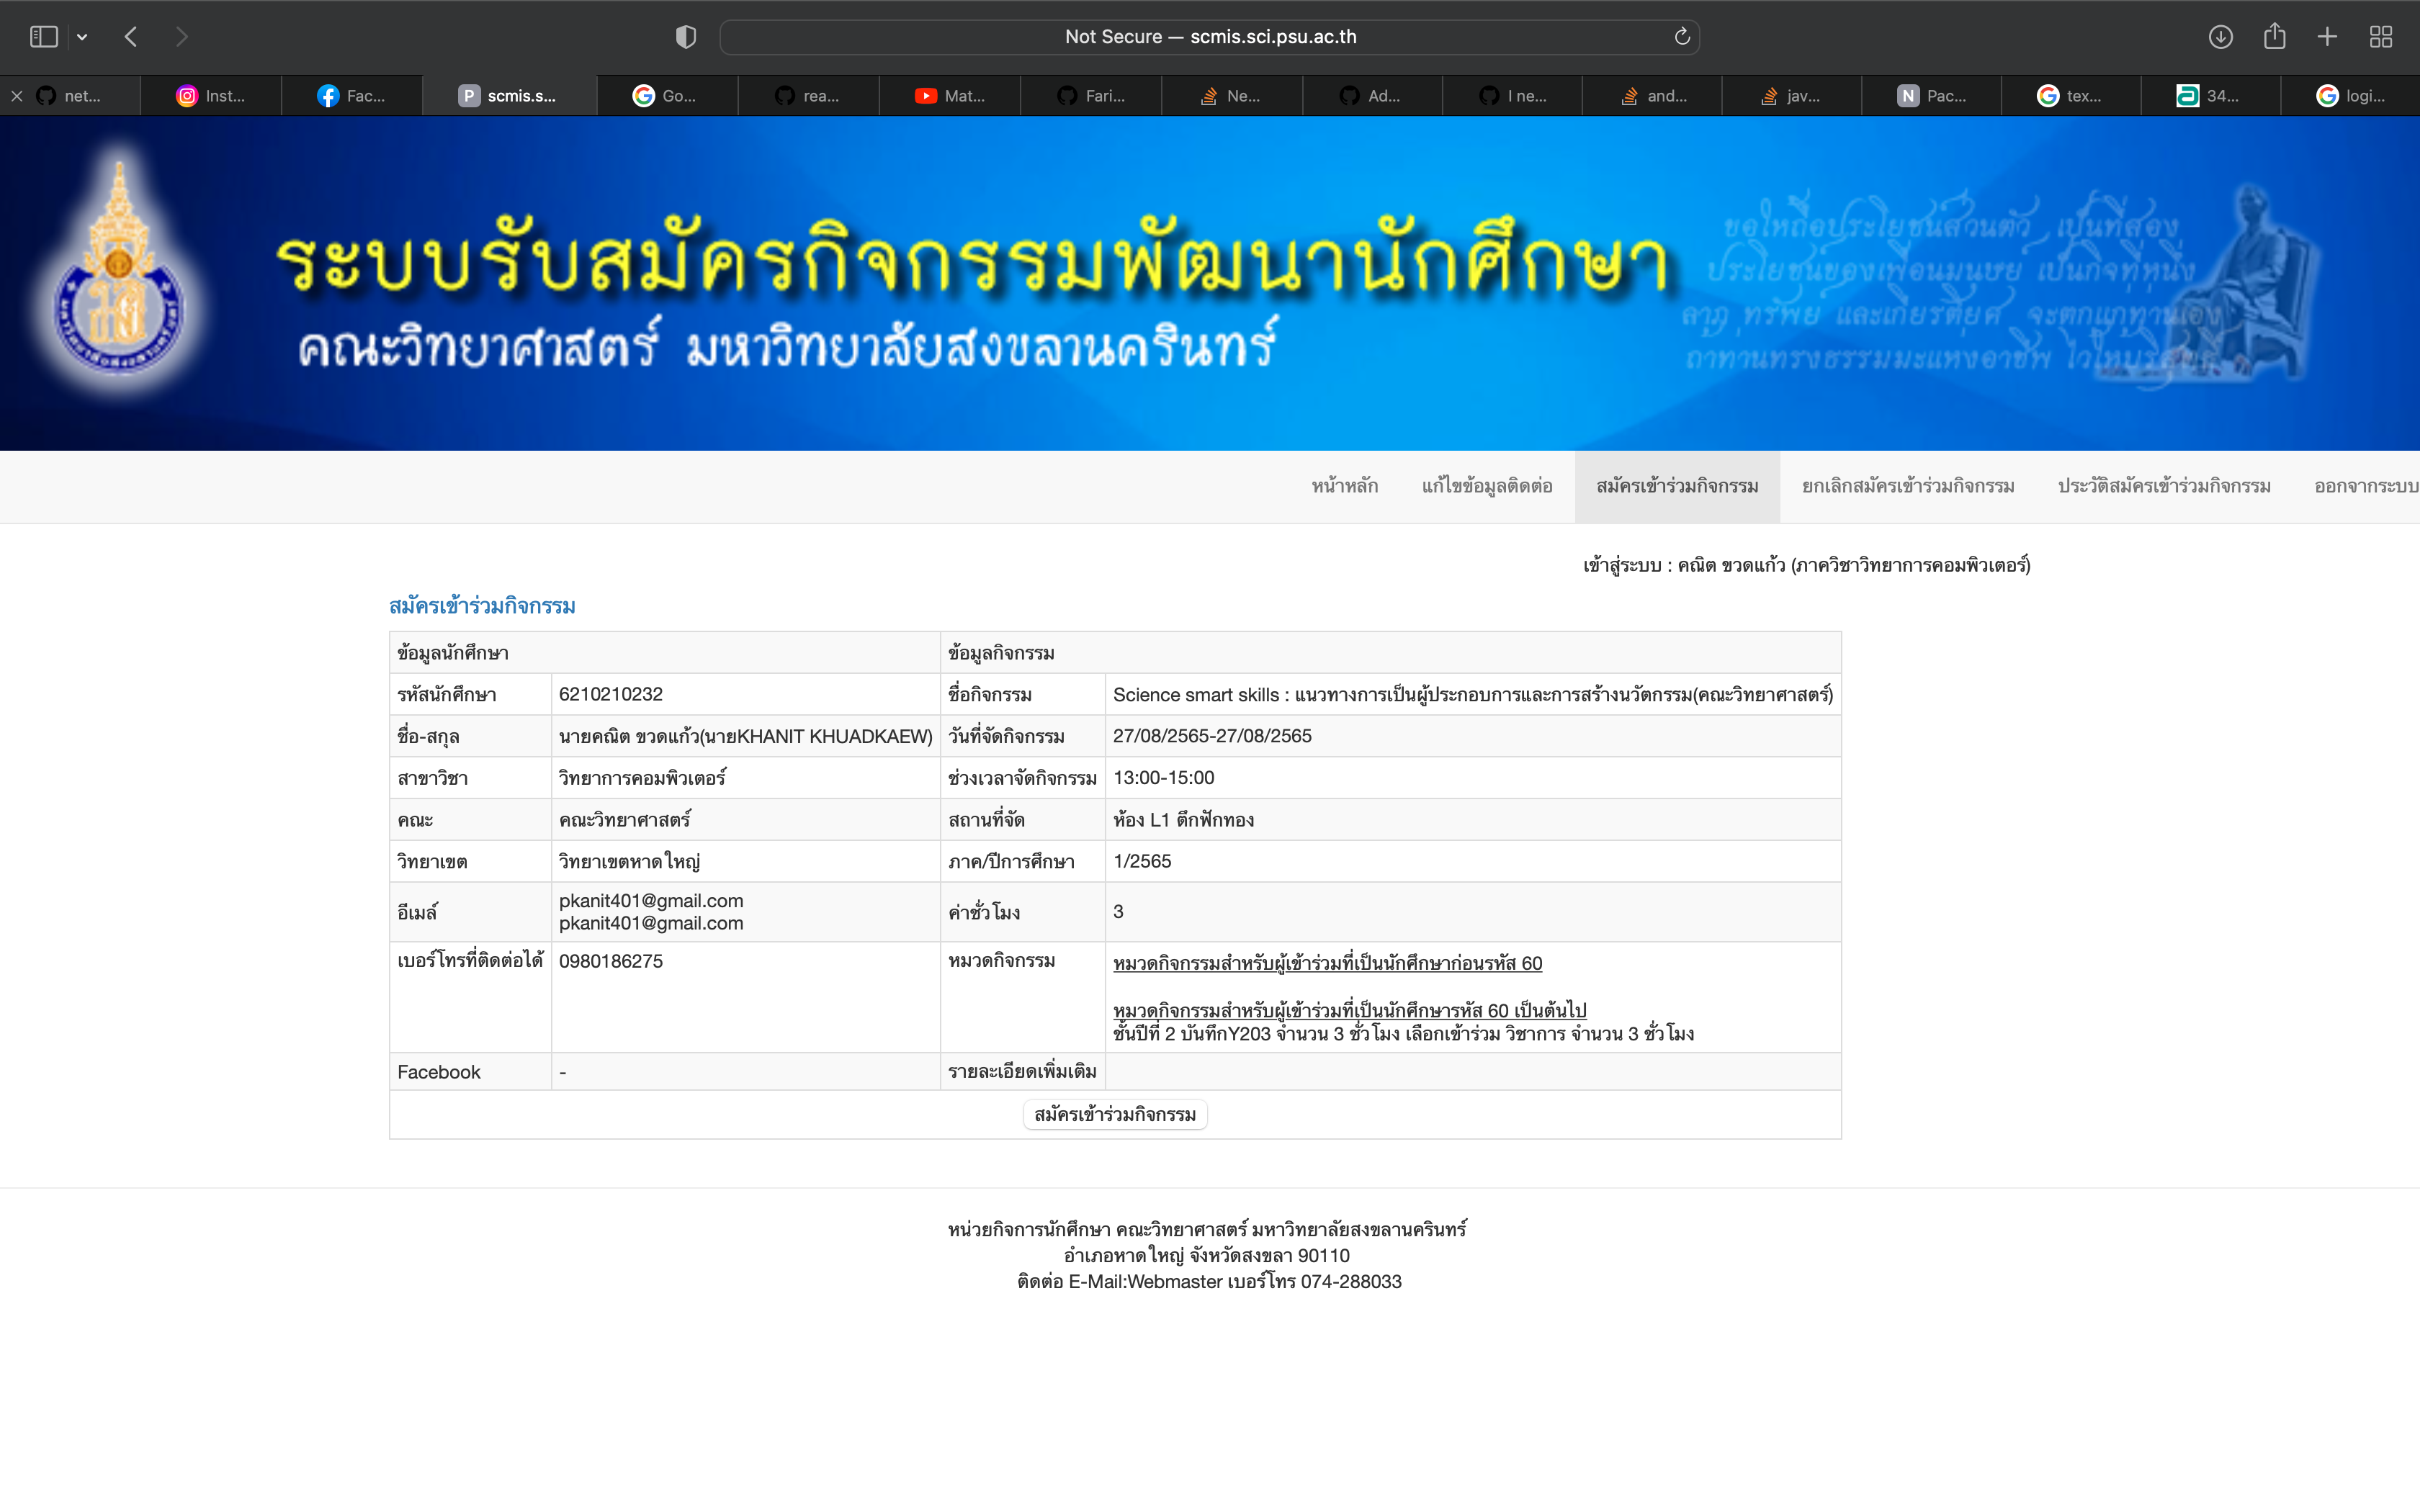 Not Secure — scmis.sci.psu.ac.th
net...
Inst...
Fac...
P scmis.s...
Go...
rea...
Mat...
Fari...
Ne...
Ad...
I ne...
and...
jav...
N Pac...
tex...
34...
logi...
ระบบรับสมัครกิจกรรมพัฒนานักศึกษา
คณะวิทยาศาสตร์ มหาวิทยาลัยสงขลานครินทร์
ขอให้ถือประโยชน์ส่วนตัว เป็นที่สอง
ประโยชน์ของเพื่อนมนุษย์ เป็นกิจที่หนึ่ง
ลาภ ทรัพย์ และเกียรติยศ จะตกแก่ท่านเอง
หน้าหลัก
แก้ไขข้อมูลติดต่อ
สมัครเข้าร่วมกิจกรรม
ยกเลิกสมัครเข้าร่วมกิจกรรม
ประวัติสมัครเข้าร่วมกิจกรรม
ออกจากระบบ
เข้าสู่ระบบ : คณิต ขวดแก้ว (ภาควิชาวิทยาการคอมพิวเตอร์)
สมัครเข้าร่วมกิจกรรม
ข้อมูลนักศึกษา ข้อมูลกิจกรรม
รหัสนักศึกษา 6210210232 ชื่อกิจกรรม Science smart skills : แนวทางการเป็นผู้ประกอบการและการสร้างนวัตกรรม(คณะวิทยาศาสตร์)
ชื่อ-สกุล นายคณิต ขวดแก้ว(นายKHANIT KHUADKAEW) วันที่จัดกิจกรรม 27/08/2565-27/08/2565
สาขาวิชา วิทยาการคอมพิวเตอร์ ช่วงเวลาจัดกิจกรรม 13:00-15:00
คณะ คณะวิทยาศาสตร์ สถานที่จัด ห้อง L1 ตึกฟักทอง
วิทยาเขต วิทยาเขตหาดใหญ่ ภาค/ปีการศึกษา 1/2565
อีเมล์ pkanit401@gmail.com
pkanit401@gmail.com
ค่าชั่วโมง 3
เบอร์โทรที่ติดต่อได้ 0980186275 หมวดกิจกรรม หมวดกิจกรรมสำหรับผู้เข้าร่วมที่เป็นนักศึกษาก่อนรหัส 60
หมวดกิจกรรมสำหรับผู้เข้าร่วมที่เป็นนักศึกษารหัส 60 เป็นต้นไป
ชั้นปีที่ 2 บันทึกY203 จำนวน 3 ชั่วโมง เลือกเข้าร่วม วิชาการ จำนวน 3 ชั่วโมง
Facebook - รายละเอียดเพิ่มเติม
สมัครเข้าร่วมกิจกรรม
หน่วยกิจการนักศึกษา คณะวิทยาศาสตร์ มหาวิทยาลัยสงขลานครินทร์
อำเภอหาดใหญ่ จังหวัดสงขลา 90110
ติดต่อ E-Mail:Webmaster เบอร์โทร 074-288033